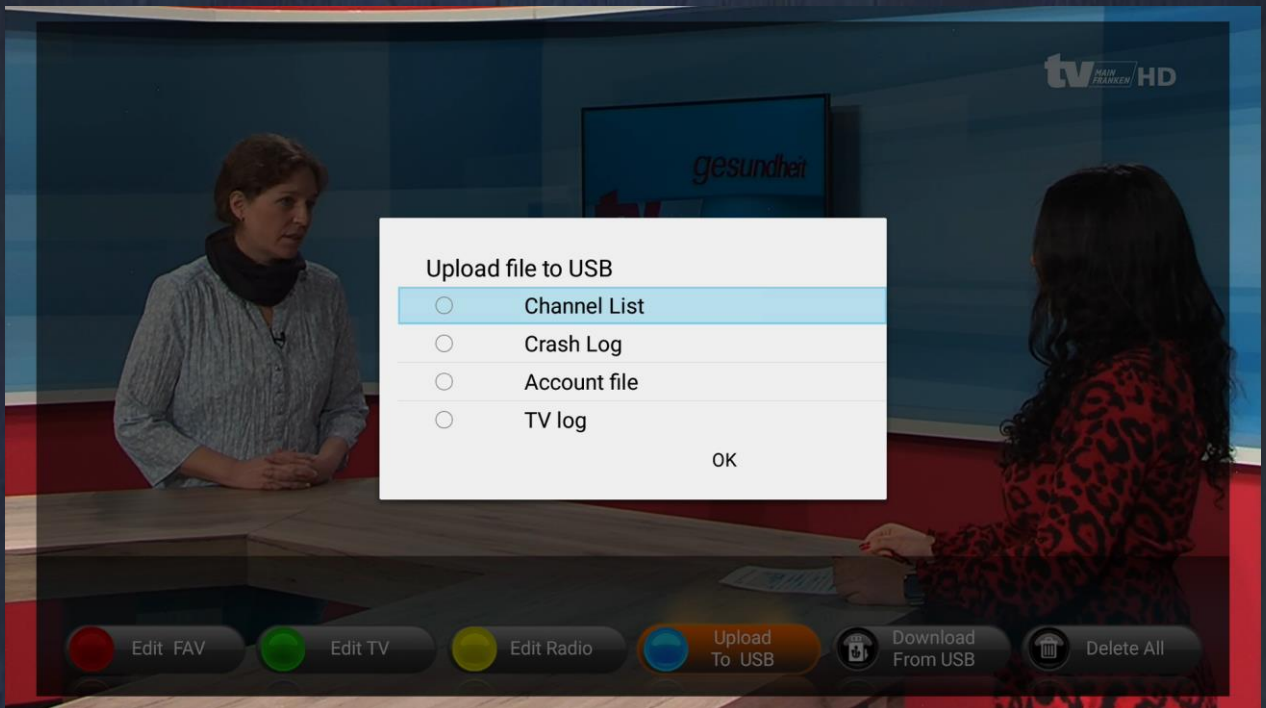 tv MAIN FRANKEN HD
gesundheit
tv
Upload file to USB
Channel List
Crash Log
Account file
TV log
OK
Edit FAV
Edit TV
Edit Radio
Upload
To USB
Download
From USB
Delete All